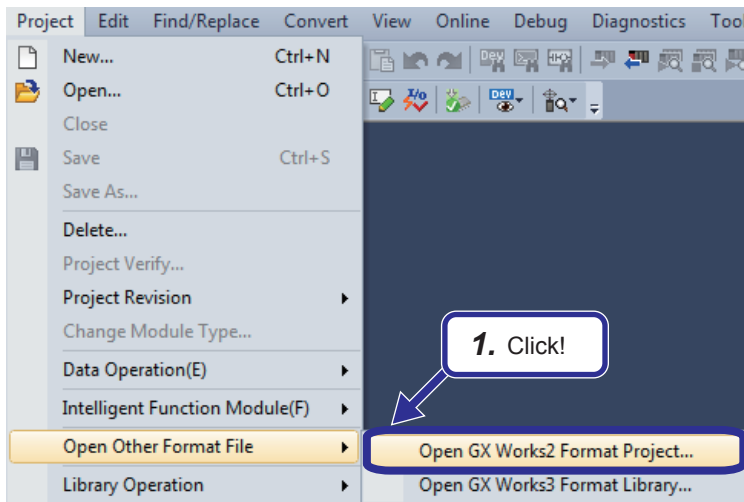 Project Edit Find/Replace Convert View Online Debug Diagnostics Too
New... Ctrl+N
Open... Ctrl+O
Close
Save Ctrl+S
Save As...
Delete...
Project Verify...
Project Revision
Change Module Type...
1. Click!
Data Operation(E)
Intelligent Function Module(F)
Open Other Format File
Open GX Works2 Format Project...
Library Operation
Open GX Works3 Format Library...